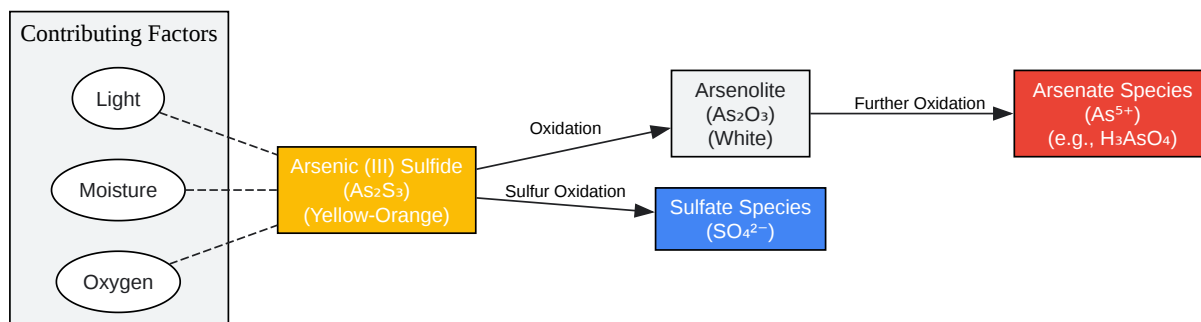 Contributing Factors
Light
Moisture
Oxygen
Arsenic (III) Sulfide
(As₂S₃)
(Yellow-Orange)
Oxidation
Sulfur Oxidation
Arsenolite
(As₂O₃)
(White)
Sulfate Species
(SO₄²⁻)
Further Oxidation
Arsenate Species
(As⁵⁺)
(e.g., H₃AsO₄)